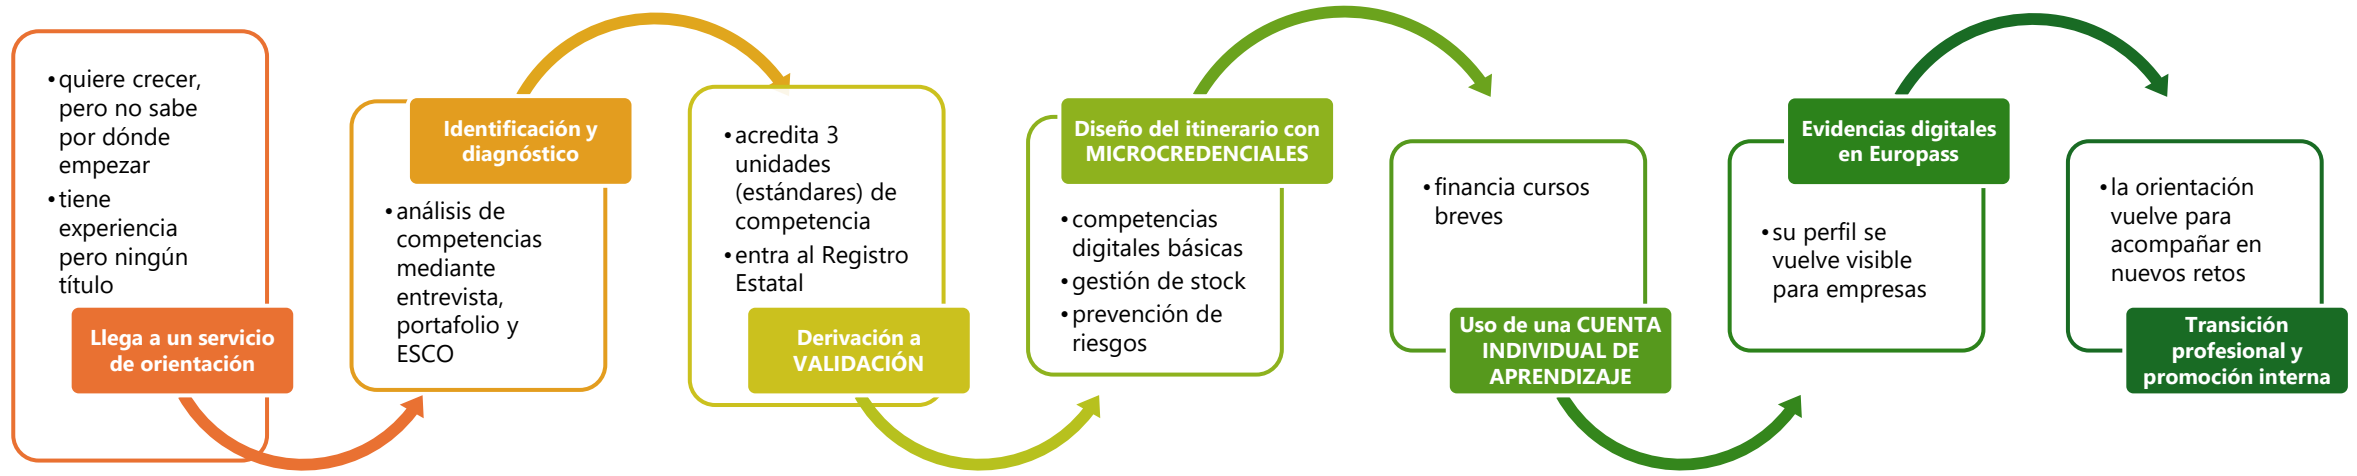 •quiere crecer,
pero no sabe
por dónde
empezar
•tiene
experiencia
pero ningún
título
Llega a un servicio
de orientación
Identificación y
diagnóstico
•análisis de
competencias
mediante
entrevista,
portafolio y
ESCO
•acredita 3
unidades
(estándares) de
competencia
•entra al Registro
Estatal
Derivación a
VALIDACIÓN
Diseño del itinerario con
MICROCREDENCIALES
•competencias
digitales básicas
•gestión de stock
•prevención de
riesgos
•financia cursos
breves
Uso de una CUENTA
INDIVIDUAL DE
APRENDIZAJE
Evidencias digitales
en Europass
•su perfil se
vuelve visible
para empresas
•la orientación
vuelve para
acompañar en
nuevos retos
Transición
profesional y
promoción interna